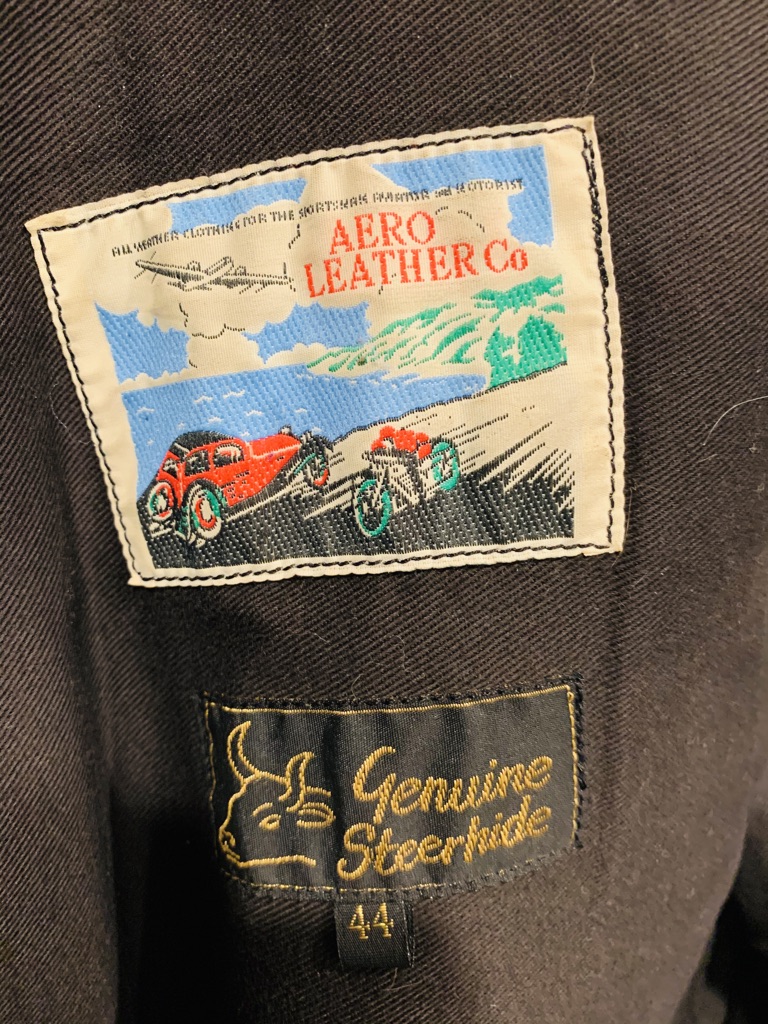 ALL WEATHER CLOTHING FOR THE SPORTSMAN AVIATOR AND MOTORIST
AERO
LEATHER Co
Genuine
Steerhide
44